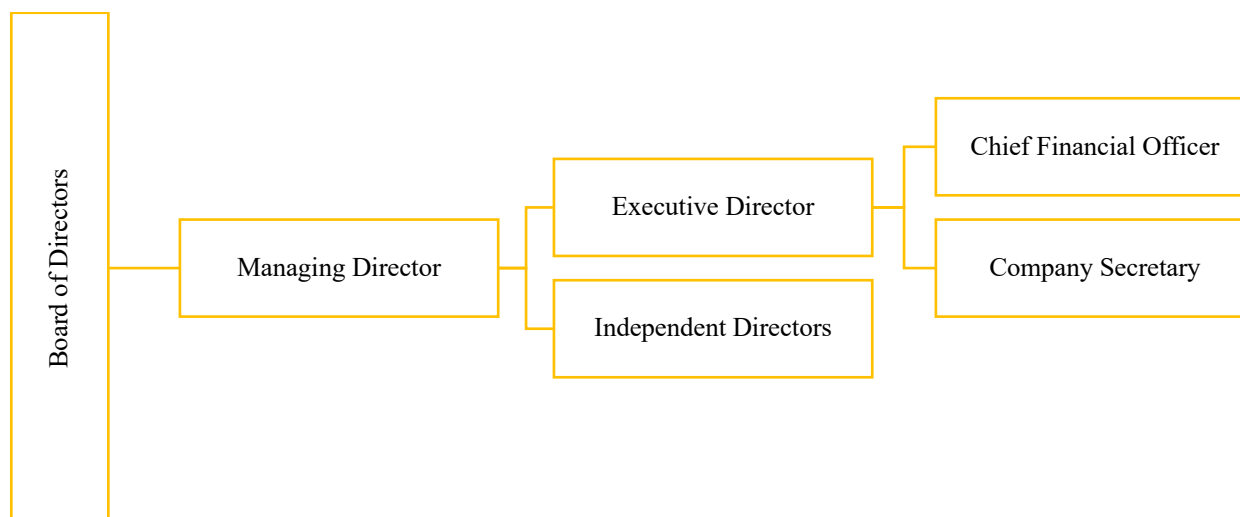 Board of Directors
Managing Director
Executive Director
Independent Directors
Chief Financial Officer
Company Secretary